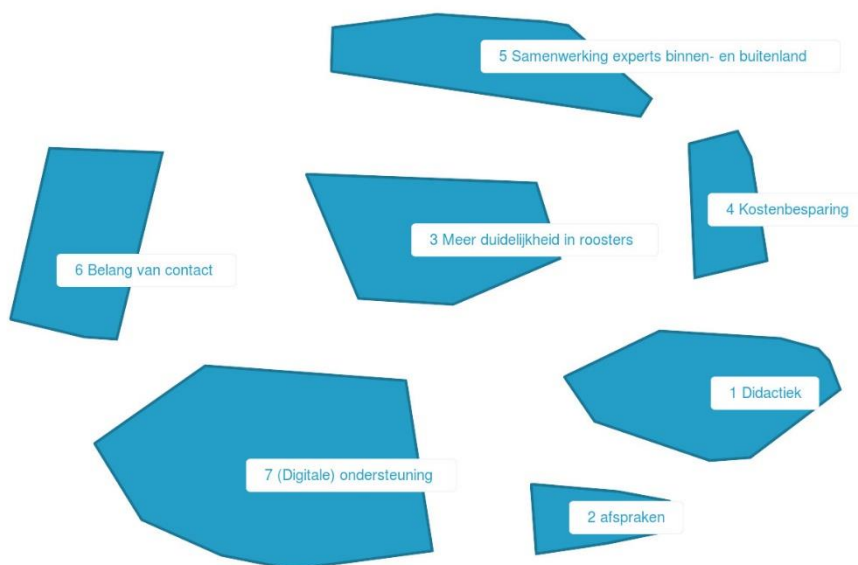 5 Samenwerking experts binnen- en buitenland
4 Kostenbesparing
3 Meer duidelijkheid in roosters
6 Belang van contact
1 Didactiek
7 (Digitale) ondersteuning
2 afspraken